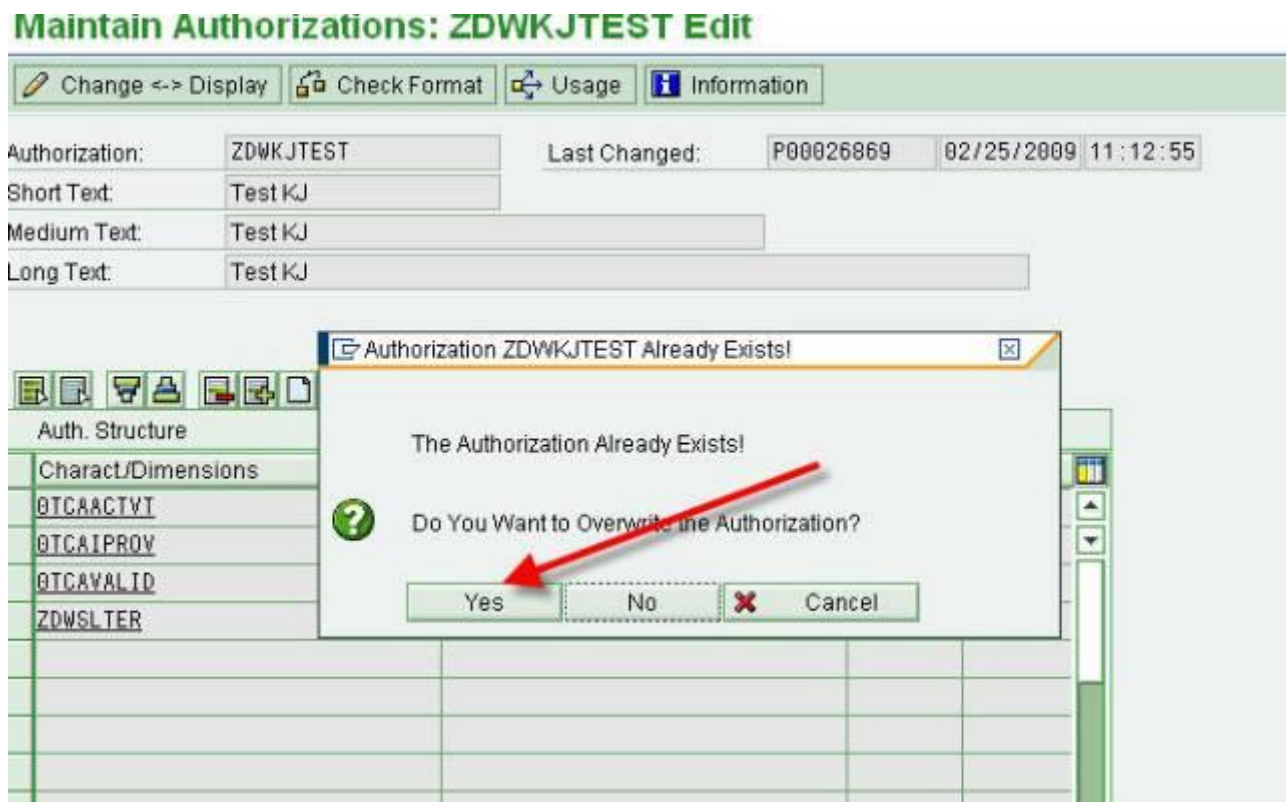 Maintain Authorizations: ZDWKJTEST Edit
Change <-> Display Check Format Usage Information
Authorization: ZDWKJTEST Last Changed: P00026869 02/25/2009 11:12:55
Short Text: Test KJ
Medium Text: Test KJ
Long Text: Test KJ
Authorization ZDWKJTEST Already Exists!
The Authorization Already Exists!
Do You Want to Overwrite the Authorization?
Yes No Cancel
Auth. Structure
Charact./Dimensions
0TCAACTVT
0TCAIPROV
0TCAVALID
ZDWSLTER